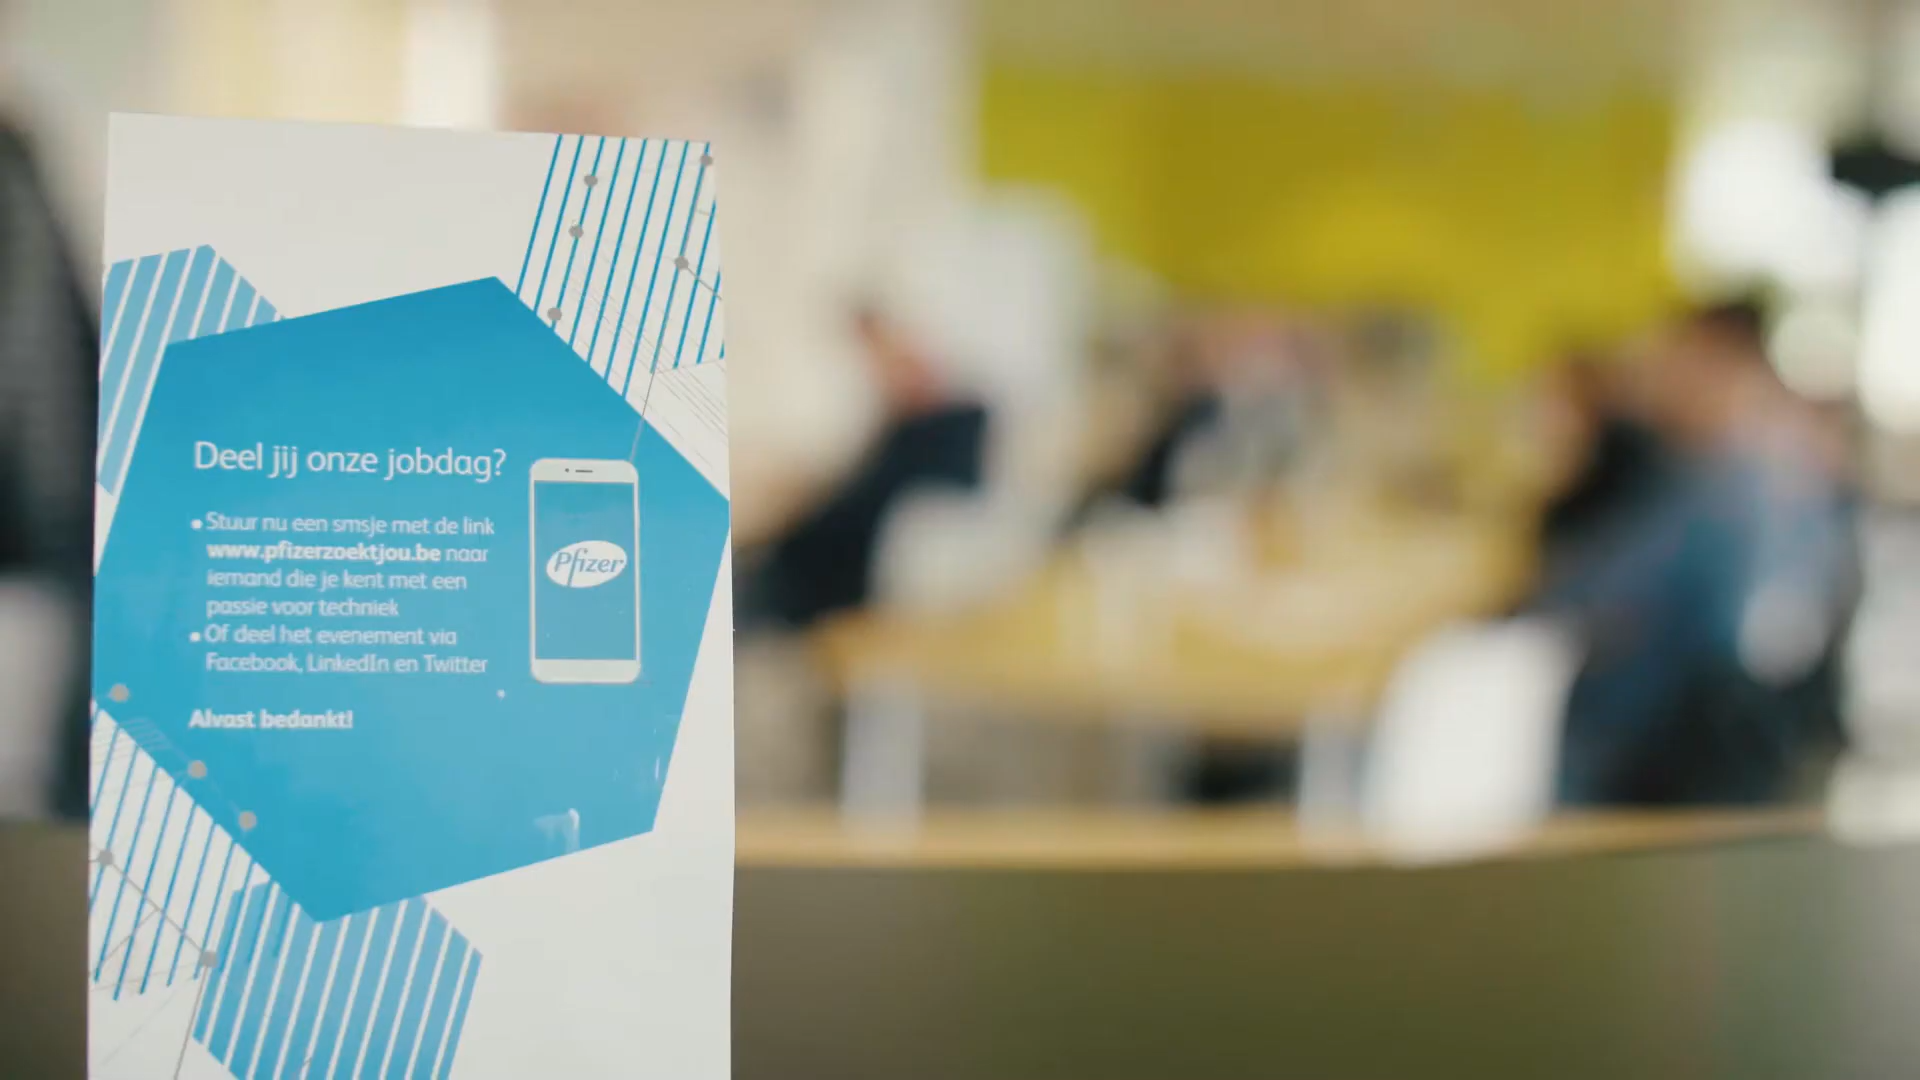 Deel jij onze jobdag?
• Stuur nu een smsje met de link
www.pfizerzoektjou.be naar
iemand die je kent met een
passie voor techniek
• Of deel het evenement via
Facebook, LinkedIn en Twitter
Alvast bedankt!
Pfizer